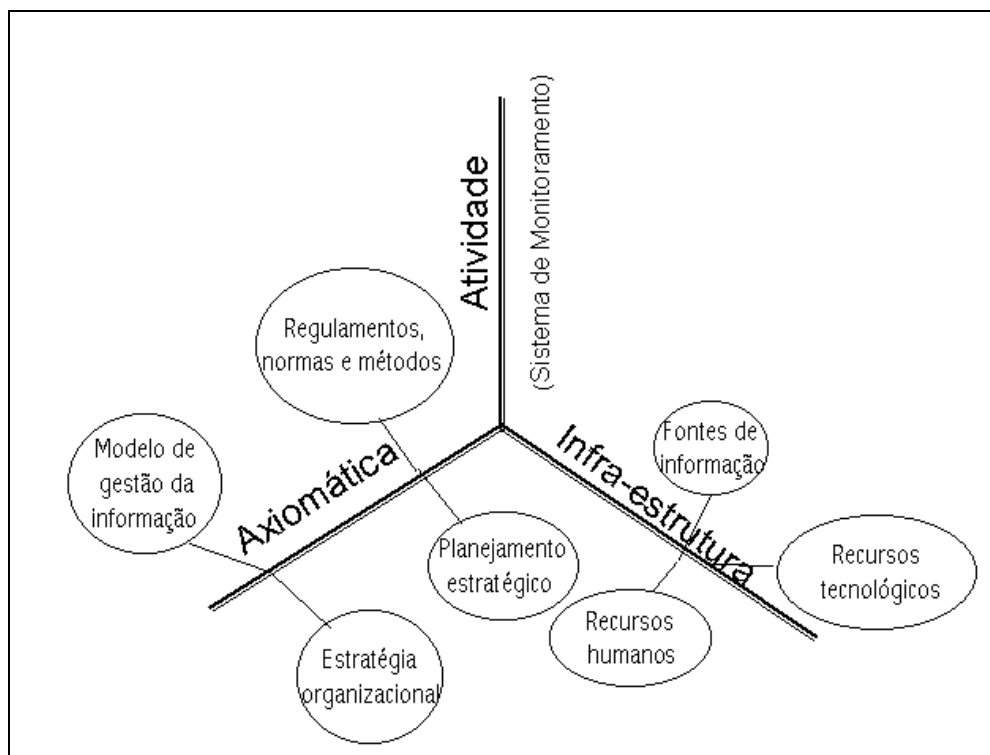 Atividade
(Sistema de Monitoramento)
Regulamentos,
normas e métodos
Modelo de
gestão da
informação
Axiomática
Planejamento
estratégico
Estratégia
organizacional
Infra-estrutura
Fontes de
informação
Recursos
tecnológicos
Recursos
humanos